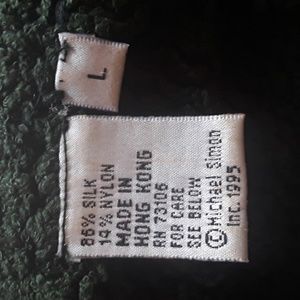 L
86% SILK
14% NYLON
MADE IN
HONG KONG
RN 73106
FOR CARE
SEE BELOW
© Michael Simon
Inc. 1995